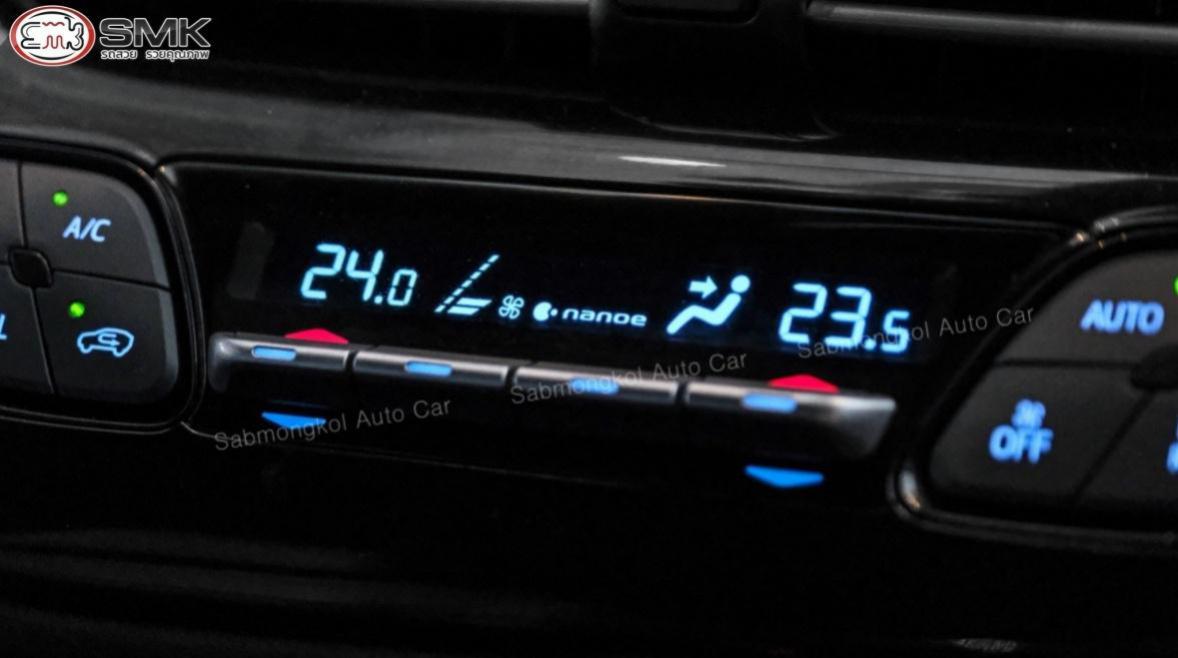 SMK
รถสวย รวยคุณภาพ
A/C
24.0
nanoe
23.5
AUTO
OFF
Sabmongkol Auto Car
Sabmongkol Auto Car
Sabmongkol Auto Car